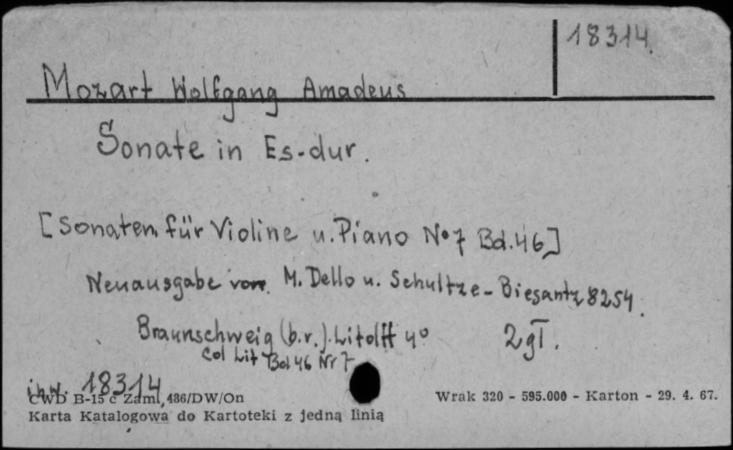 18314.
Mozart Wolfgang Amadeus
Sonate in Es-dur.
[Sonaten für Violine u. Piano No 7 Bd. 46]
Neuausgabe von M. Dello u. Schultze-Biesantz 8254.
Braunschweig (b.r.). Litolff 4° 2 gł.
Col Lit Bd 46 Nr 7
inw. 18314
CWD B-15 c Zam. 486/DW/On Wrak 320 - 595.000 - Karton - 29. 4. 67.
Karta Katalogowa do Kartoteki z jedną linią